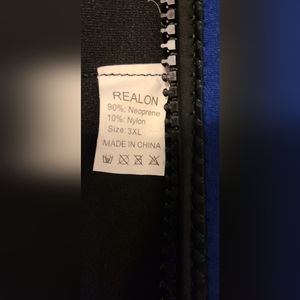 REALON
90%: Neoprene
10%: Nylon
Size: 3XL
MADE IN CHINA